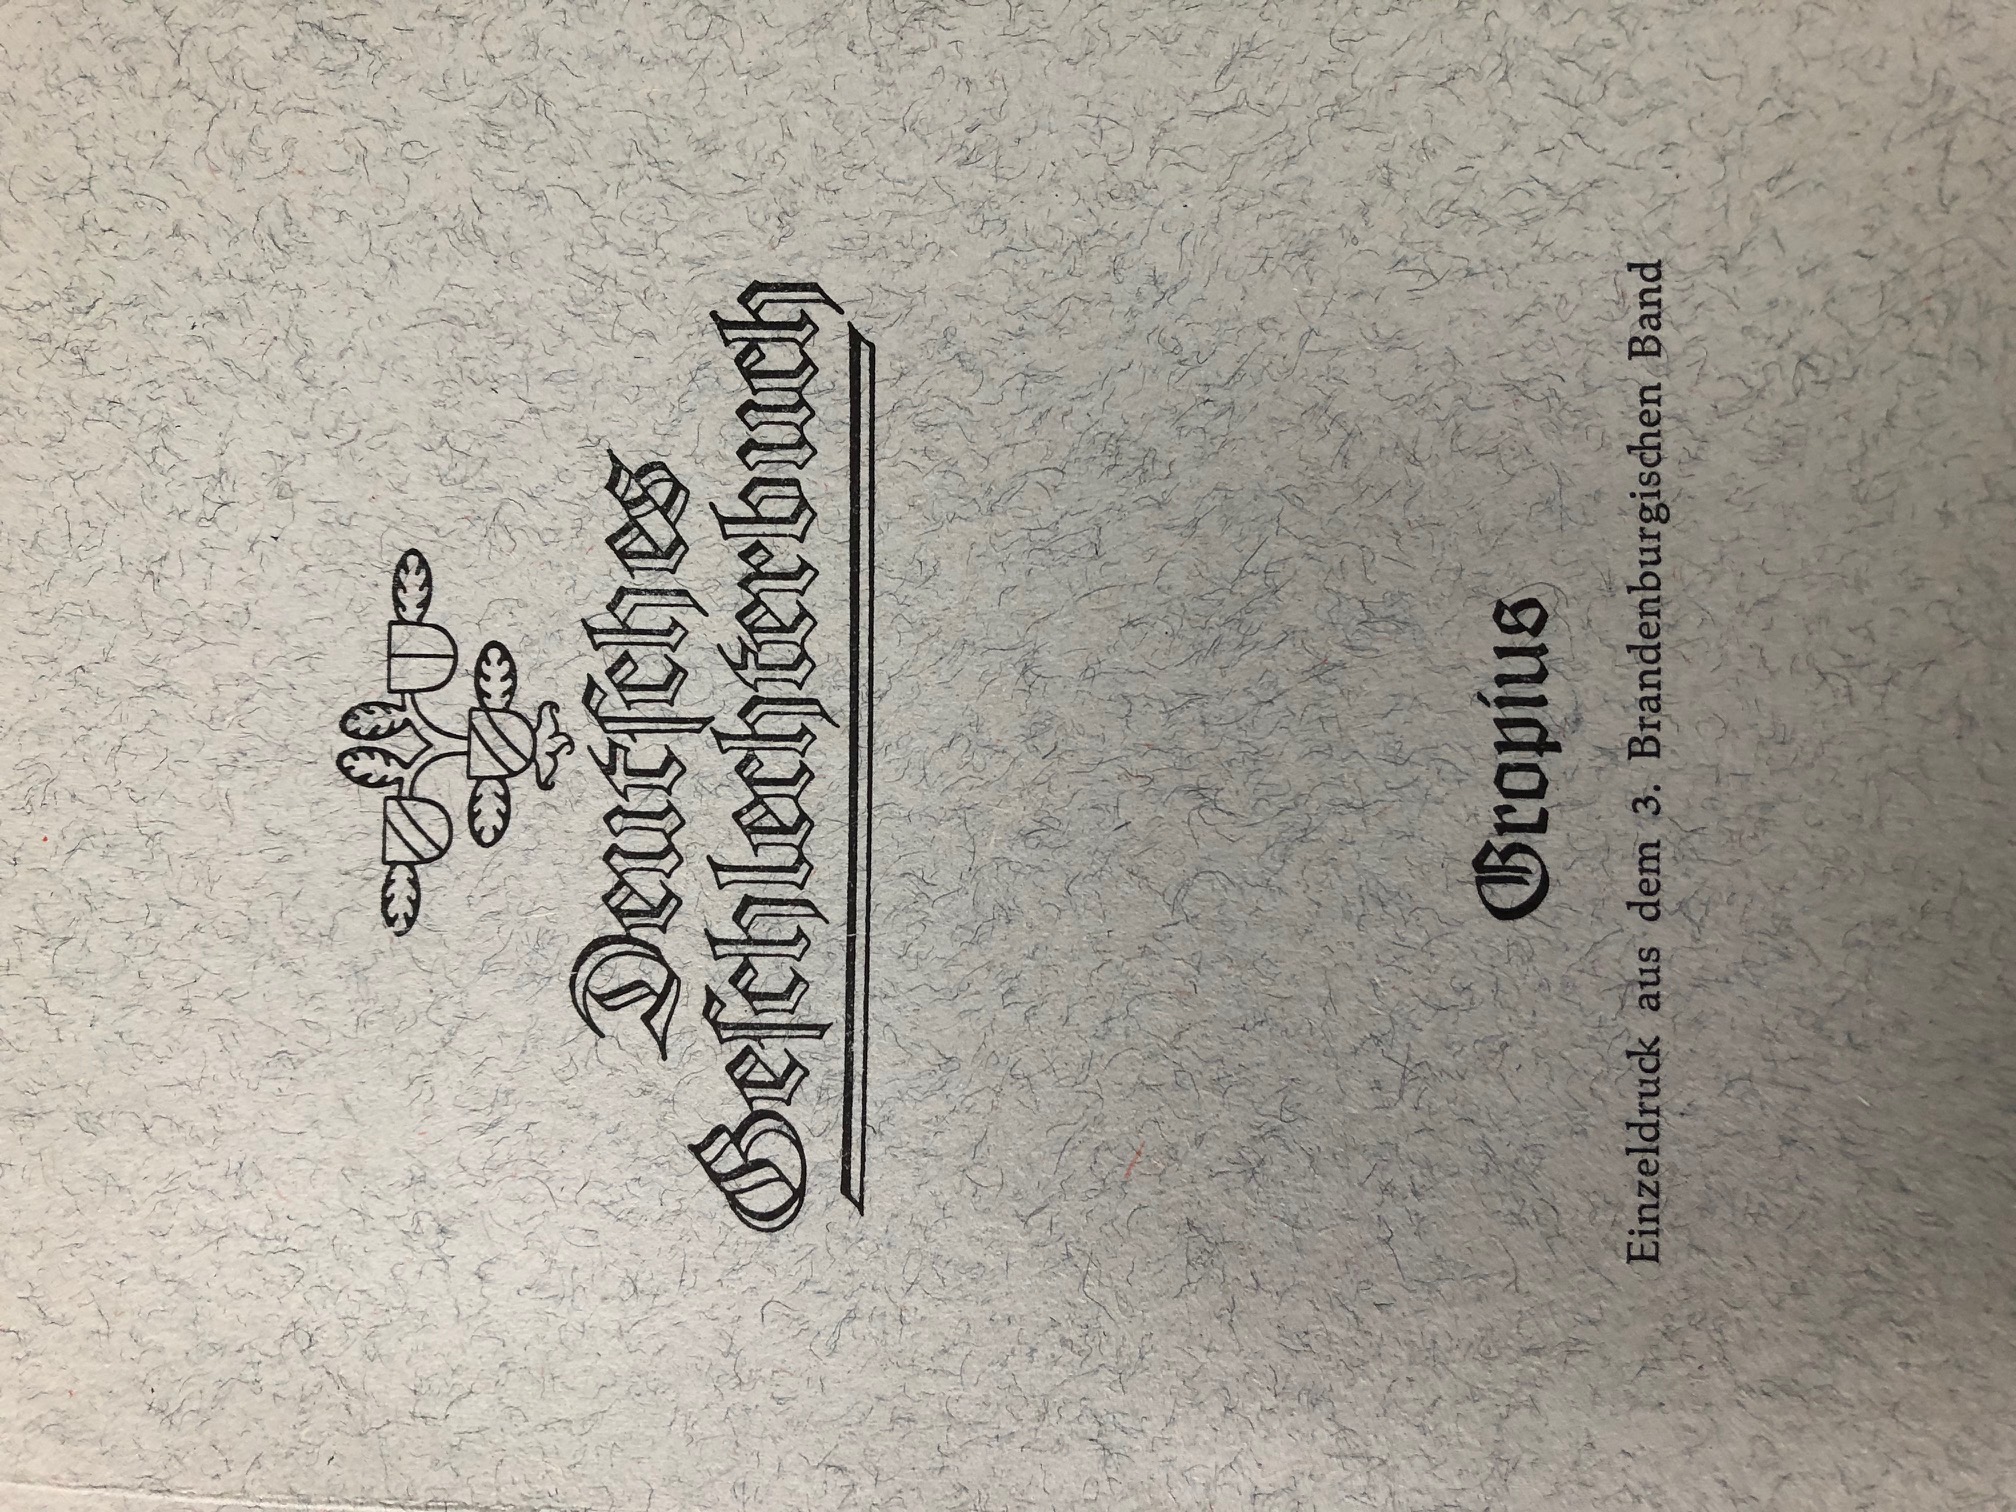 Deutſches
Geſchlechterbuch
Gropius
Einzeldruck aus dem 3. Brandenburgischen Band